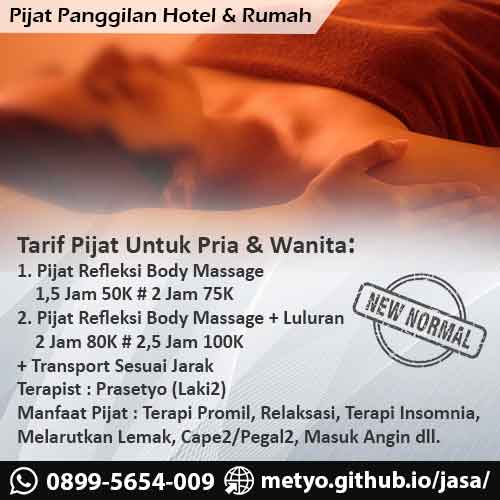 Pijat Panggilan Hotel & Rumah
Tarif Pijat Untuk Pria & Wanita:
1. Pijat Refleksi Body Massage
1,5 Jam 50K # 2 Jam 75K
2. Pijat Refleksi Body Massage + Luluran
2 Jam 80K # 2,5 Jam 100K
+ Transport Sesuai Jarak
Terapist : Prasetyo (Laki2)
Manfaat Pijat : Terapi Promil, Relaksasi, Terapi Insomnia,
Melarutkan Lemak, Cape2/Pegal2, Masuk Angin dll.
NEW NORMAL
0899-5654-009 metyo.github.io/jasa/